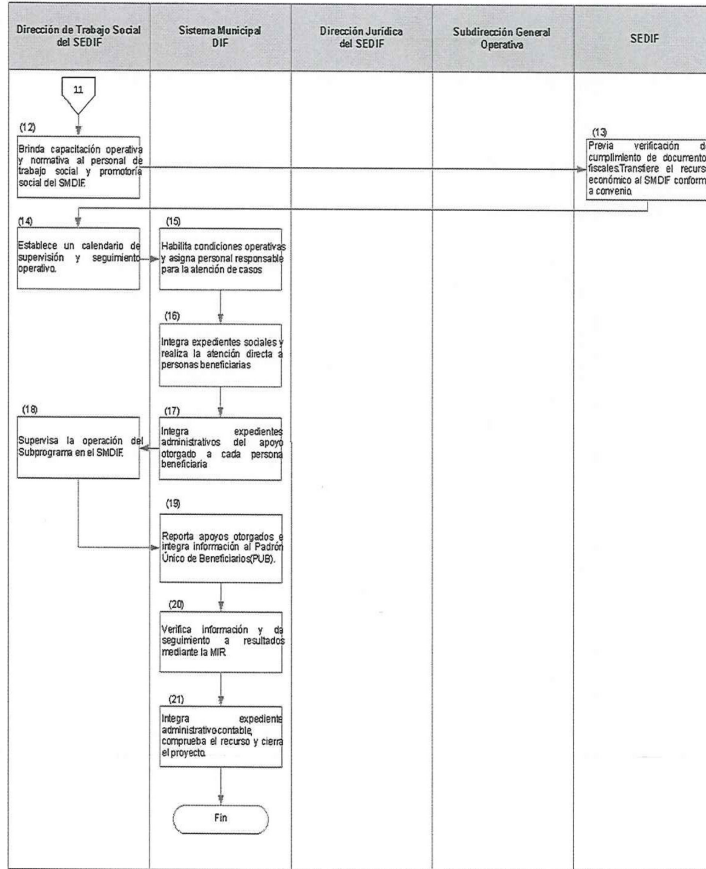 Dirección de Trabajo Social
del SEDIF
Sistema Municipal
DIF
Dirección Jurídica
del SEDIF
Subdirección General
Operativa
SEDIF
11
(12)
Brinda capacitación operativa
y normativa al personal de
trabajo social y promotoría
social del SMDIF.
(13)
Previa verificación de
cumplimiento de documento
fiscales.Transfiere el recurso
económico al SMDIF conform
a convenio.
(14)
Establece un calendario de
supervisión y seguimiento
operativo.
(15)
Habilita condiciones operativas
y asigna personal responsable
para la atención de casos
(16)
Integra expedientes sociales y
realiza la atención directa a
personas beneficiarias
(17)
Integra expedientes
administrativos del apoyo
otorgado a cada persona
beneficiaria
(18)
Supervisa la operación del
Subprograma en el SMDIF.
(19)
Reporta apoyos otorgados e
integra información al Padrón
Único de Beneficiarios(PUB).
(20)
Verifica información y da
seguimiento a resultados
mediante la MIR
(21)
Integra expediente
administrativo-contable,
comprueba el recurso y cierra
el proyecto.
Fin